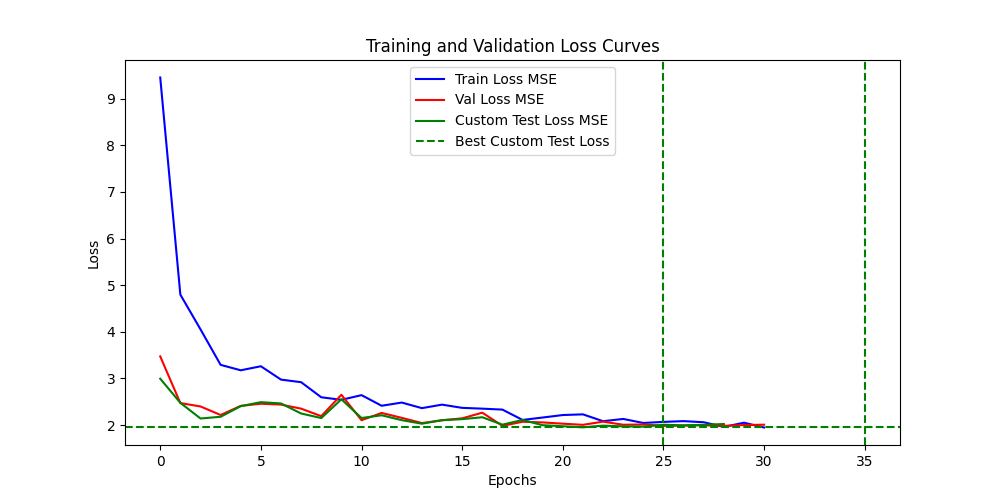 Training and Validation Loss Curves
Train Loss MSE
Val Loss MSE
Custom Test Loss MSE
Best Custom Test Loss
Loss
9
8
7
6
5
4
3
2
0 5 10 15 20 25 30 35
Epochs